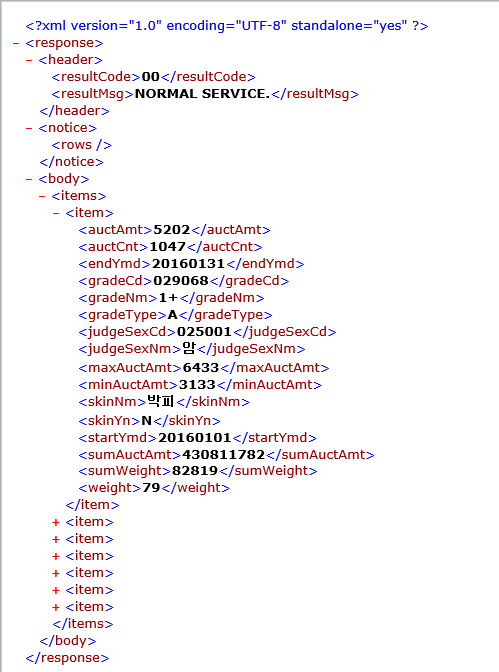 <?xml version="1.0" encoding="UTF-8" standalone="yes" ?>
- <response>
- <header>
<resultCode>00</resultCode>
<resultMsg>NORMAL SERVICE.</resultMsg>
</header>
- <notice>
<rows />
</notice>
- <body>
- <items>
- <item>
<auctAmt>5202</auctAmt>
<auctCnt>1047</auctCnt>
<endYmd>20160131</endYmd>
<gradeCd>029068</gradeCd>
<gradeNm>1+</gradeNm>
<gradeType>A</gradeType>
<judgeSexCd>025001</judgeSexCd>
<judgeSexNm>암</judgeSexNm>
<maxAuctAmt>6433</maxAuctAmt>
<minAuctAmt>3133</minAuctAmt>
<skinNm>박피</skinNm>
<skinYn>N</skinYn>
<startYmd>20160101</startYmd>
<sumAuctAmt>430811782</sumAuctAmt>
<sumWeight>82819</sumWeight>
<weight>79</weight>
</item>
+ <item>
+ <item>
+ <item>
+ <item>
+ <item>
+ <item>
</items>
</body>
</response>